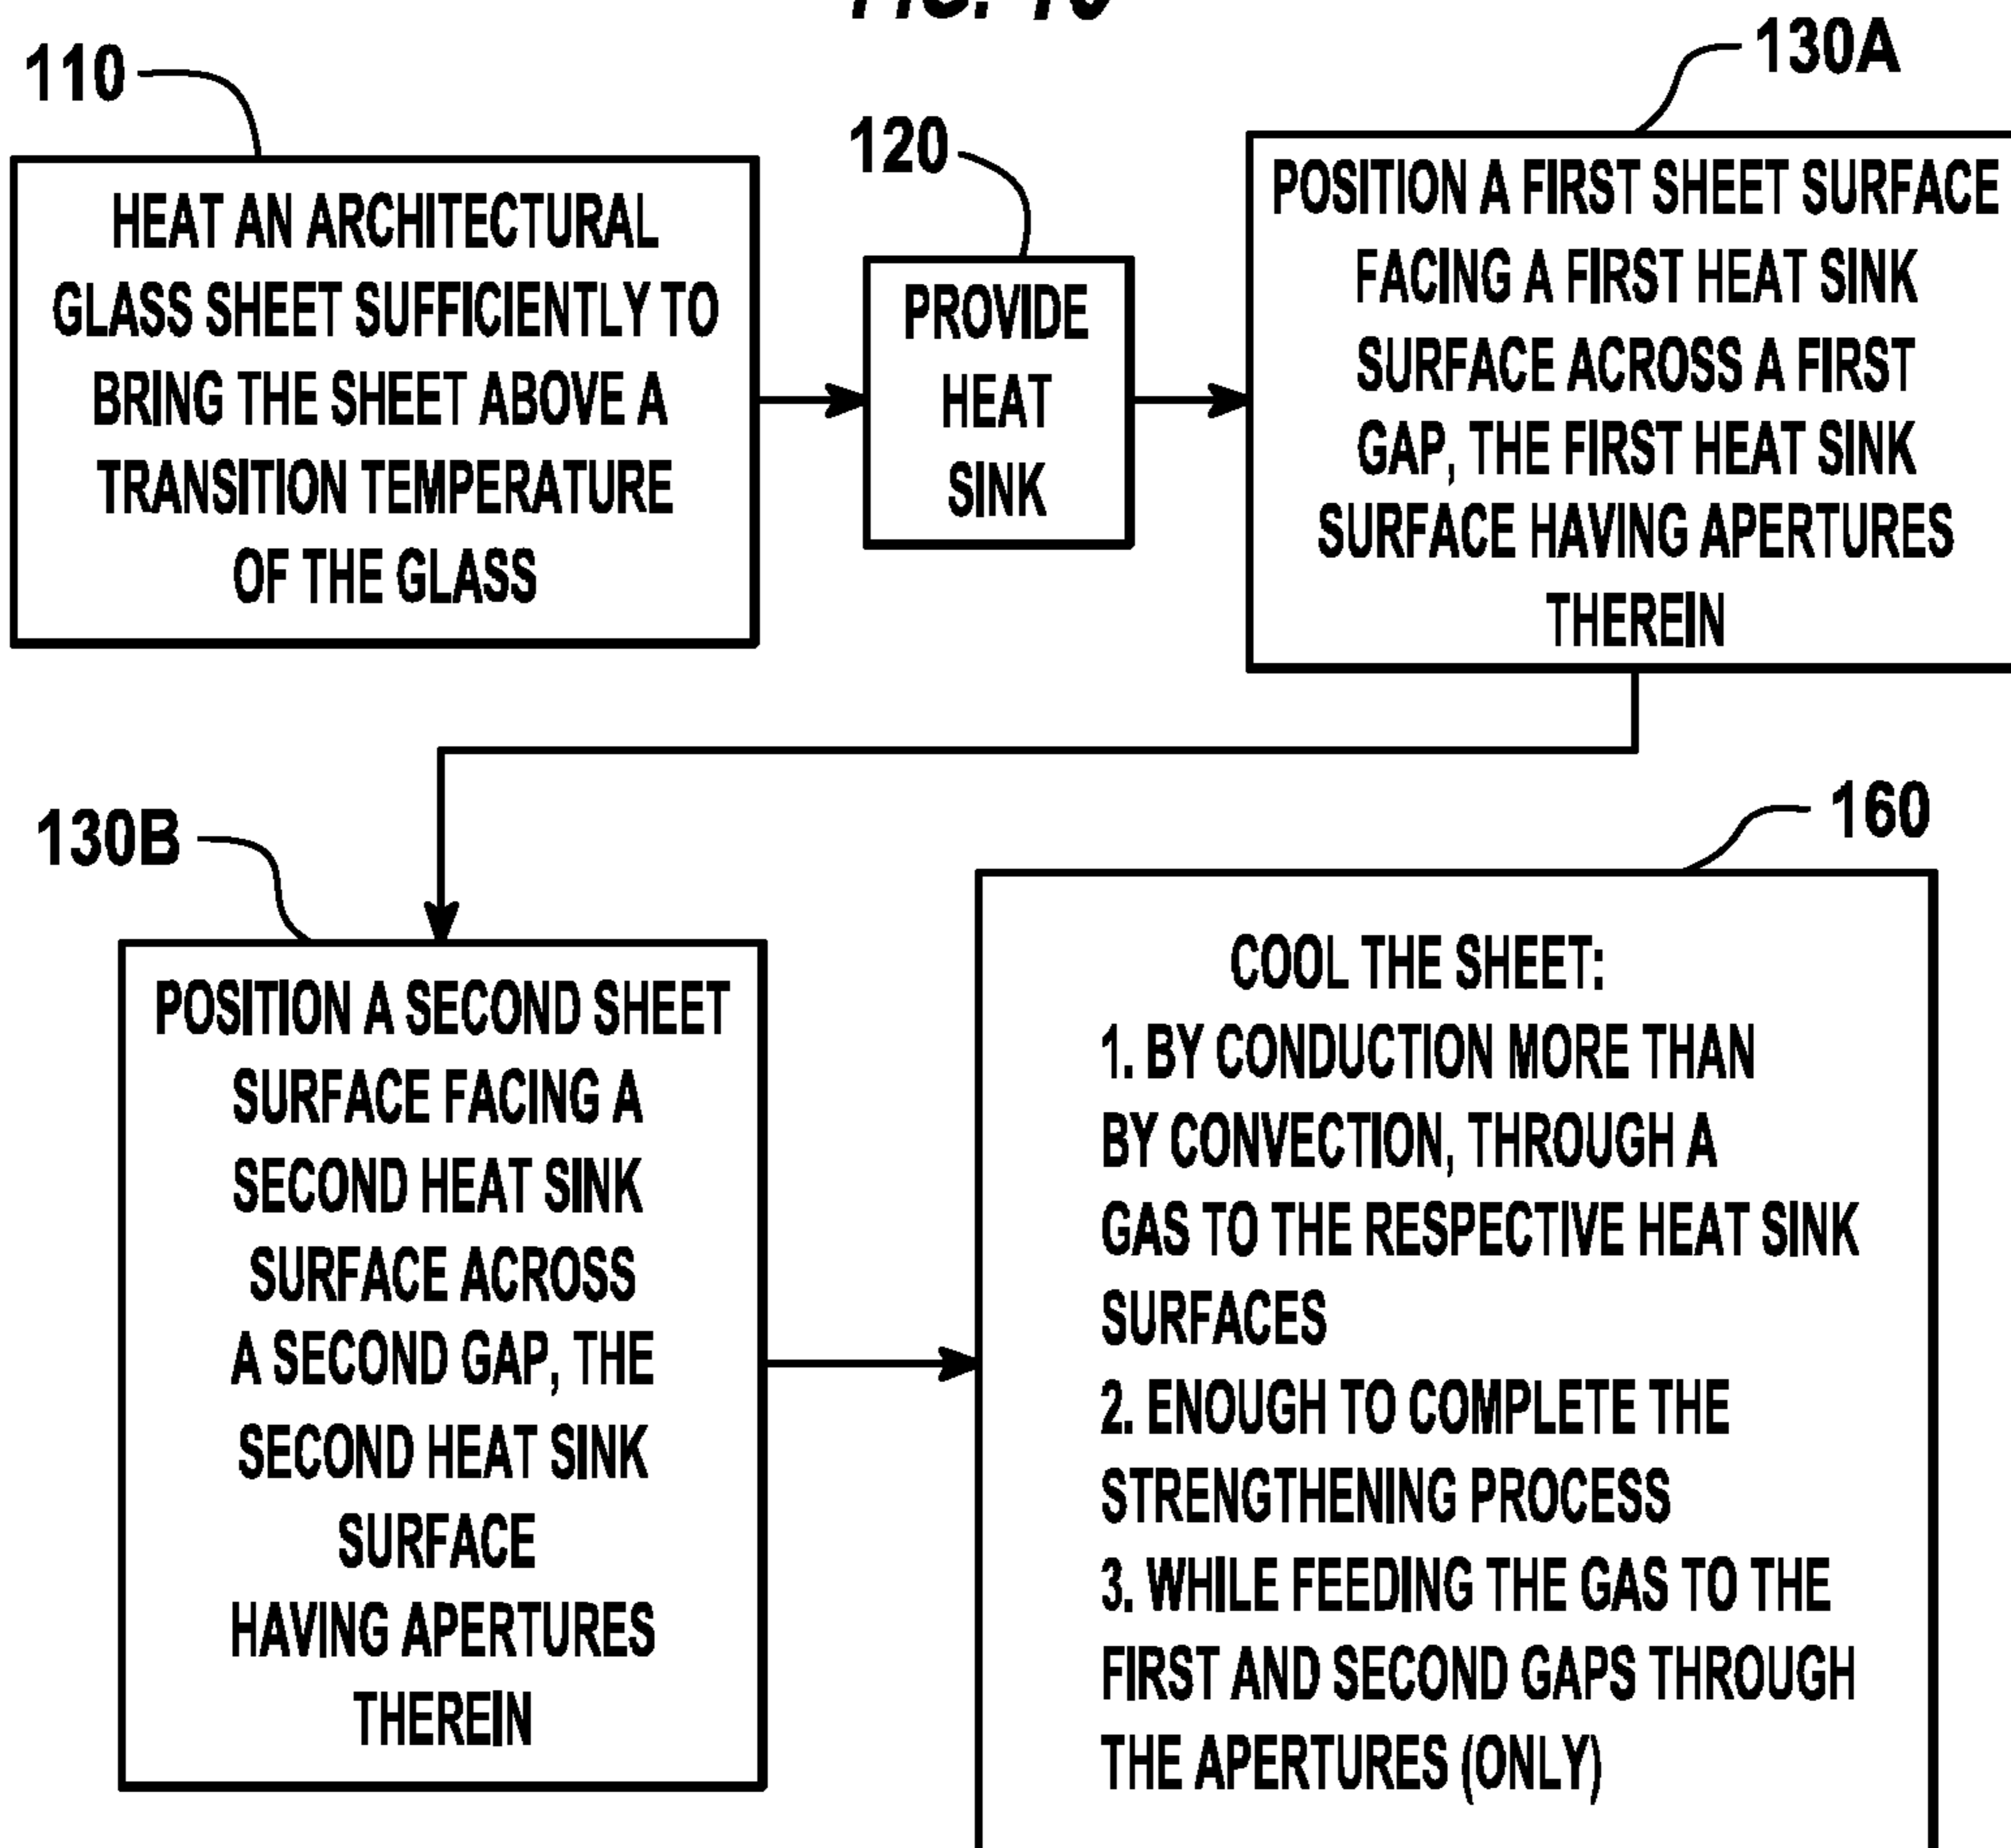 110
HEAT AN ARCHITECTURAL
GLASS SHEET SUFFICIENTLY TO
BRING THE SHEET ABOVE A
TRANSITION TEMPERATURE
OF THE GLASS
120
PROVIDE
HEAT
SINK
130A
POSITION A FIRST SHEET SURFACE
FACING A FIRST HEAT SINK
SURFACE ACROSS A FIRST
GAP, THE FIRST HEAT SINK
SURFACE HAVING APERTURES
THEREIN
130B
POSITION A SECOND SHEET
SURFACE FACING A
SECOND HEAT SINK
SURFACE ACROSS
A SECOND GAP, THE
SECOND HEAT SINK
SURFACE
HAVING APERTURES
THEREIN
160
COOL THE SHEET:
1. BY CONDUCTION MORE THAN
BY CONVECTION, THROUGH A
GAS TO THE RESPECTIVE HEAT SINK
SURFACES
2. ENOUGH TO COMPLETE THE
STRENGTHENING PROCESS
3. WHILE FEEDING THE GAS TO THE
FIRST AND SECOND GAPS THROUGH
THE APERTURES (ONLY)